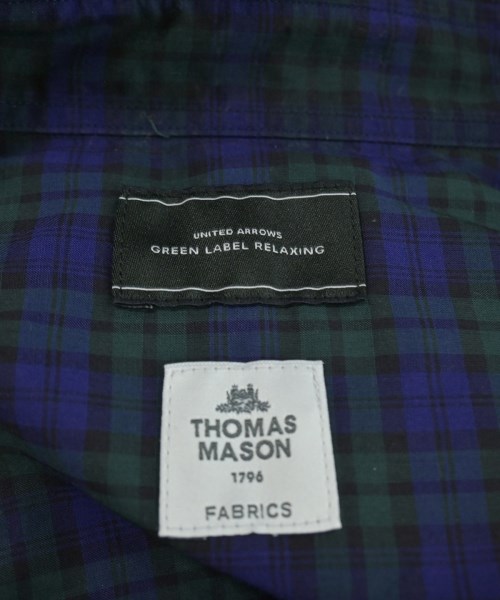 UNITED ARROWS
GREEN LABEL RELAXING
THOMAS
MASON
1796
FABRICS